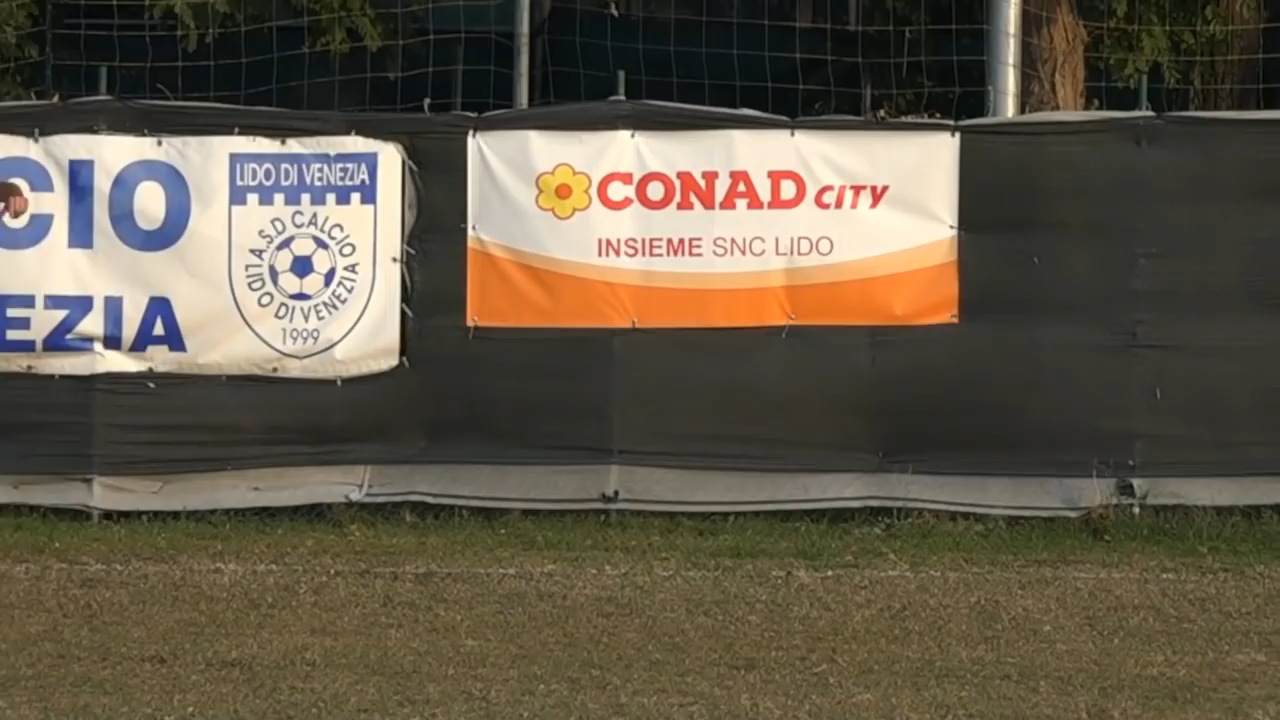 CIO
EZIA
LIDO DI VENEZIA
A.S.D CALCIO
LIDO DI VENEZIA
1999
CONAD CITY
INSIEME SNC LIDO